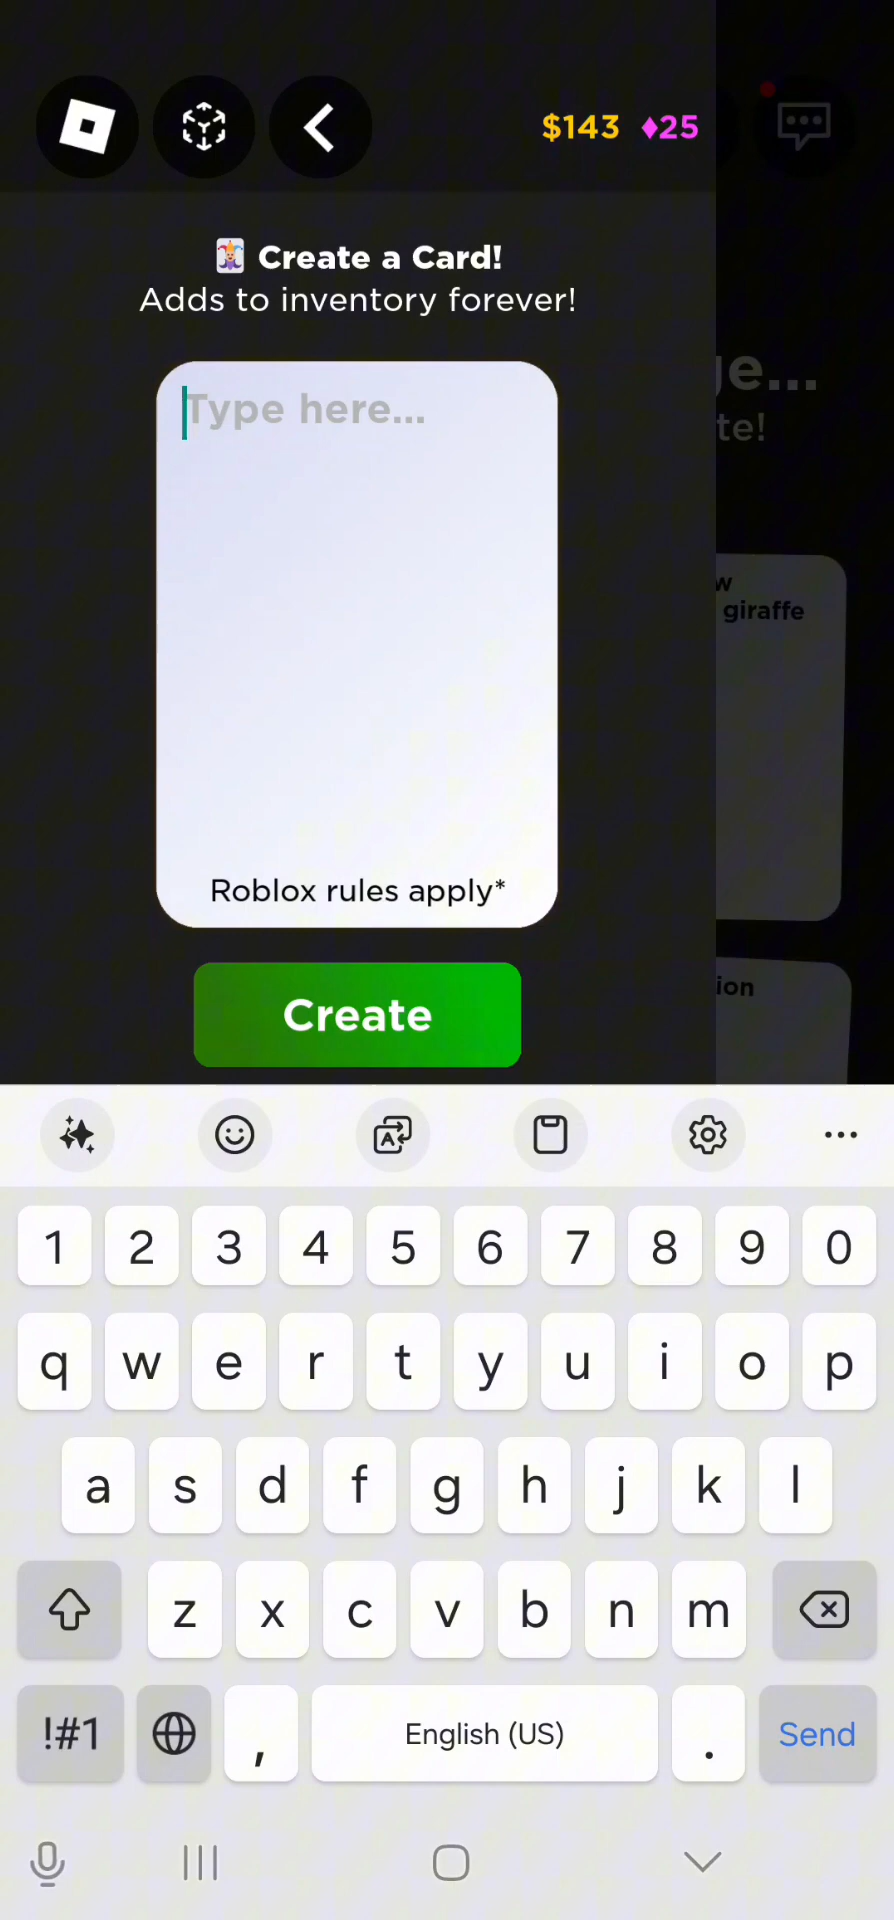 $143 ♦25
🃏 Create a Card!
Adds to inventory forever!
Type here...
Roblox rules apply*
Create
giraffe
1 2 3 4 5 6 7 8 9 0
q w e r t y u i o p
a s d f g h j k l
z x c v b n m
!#1 , English (US) . Send